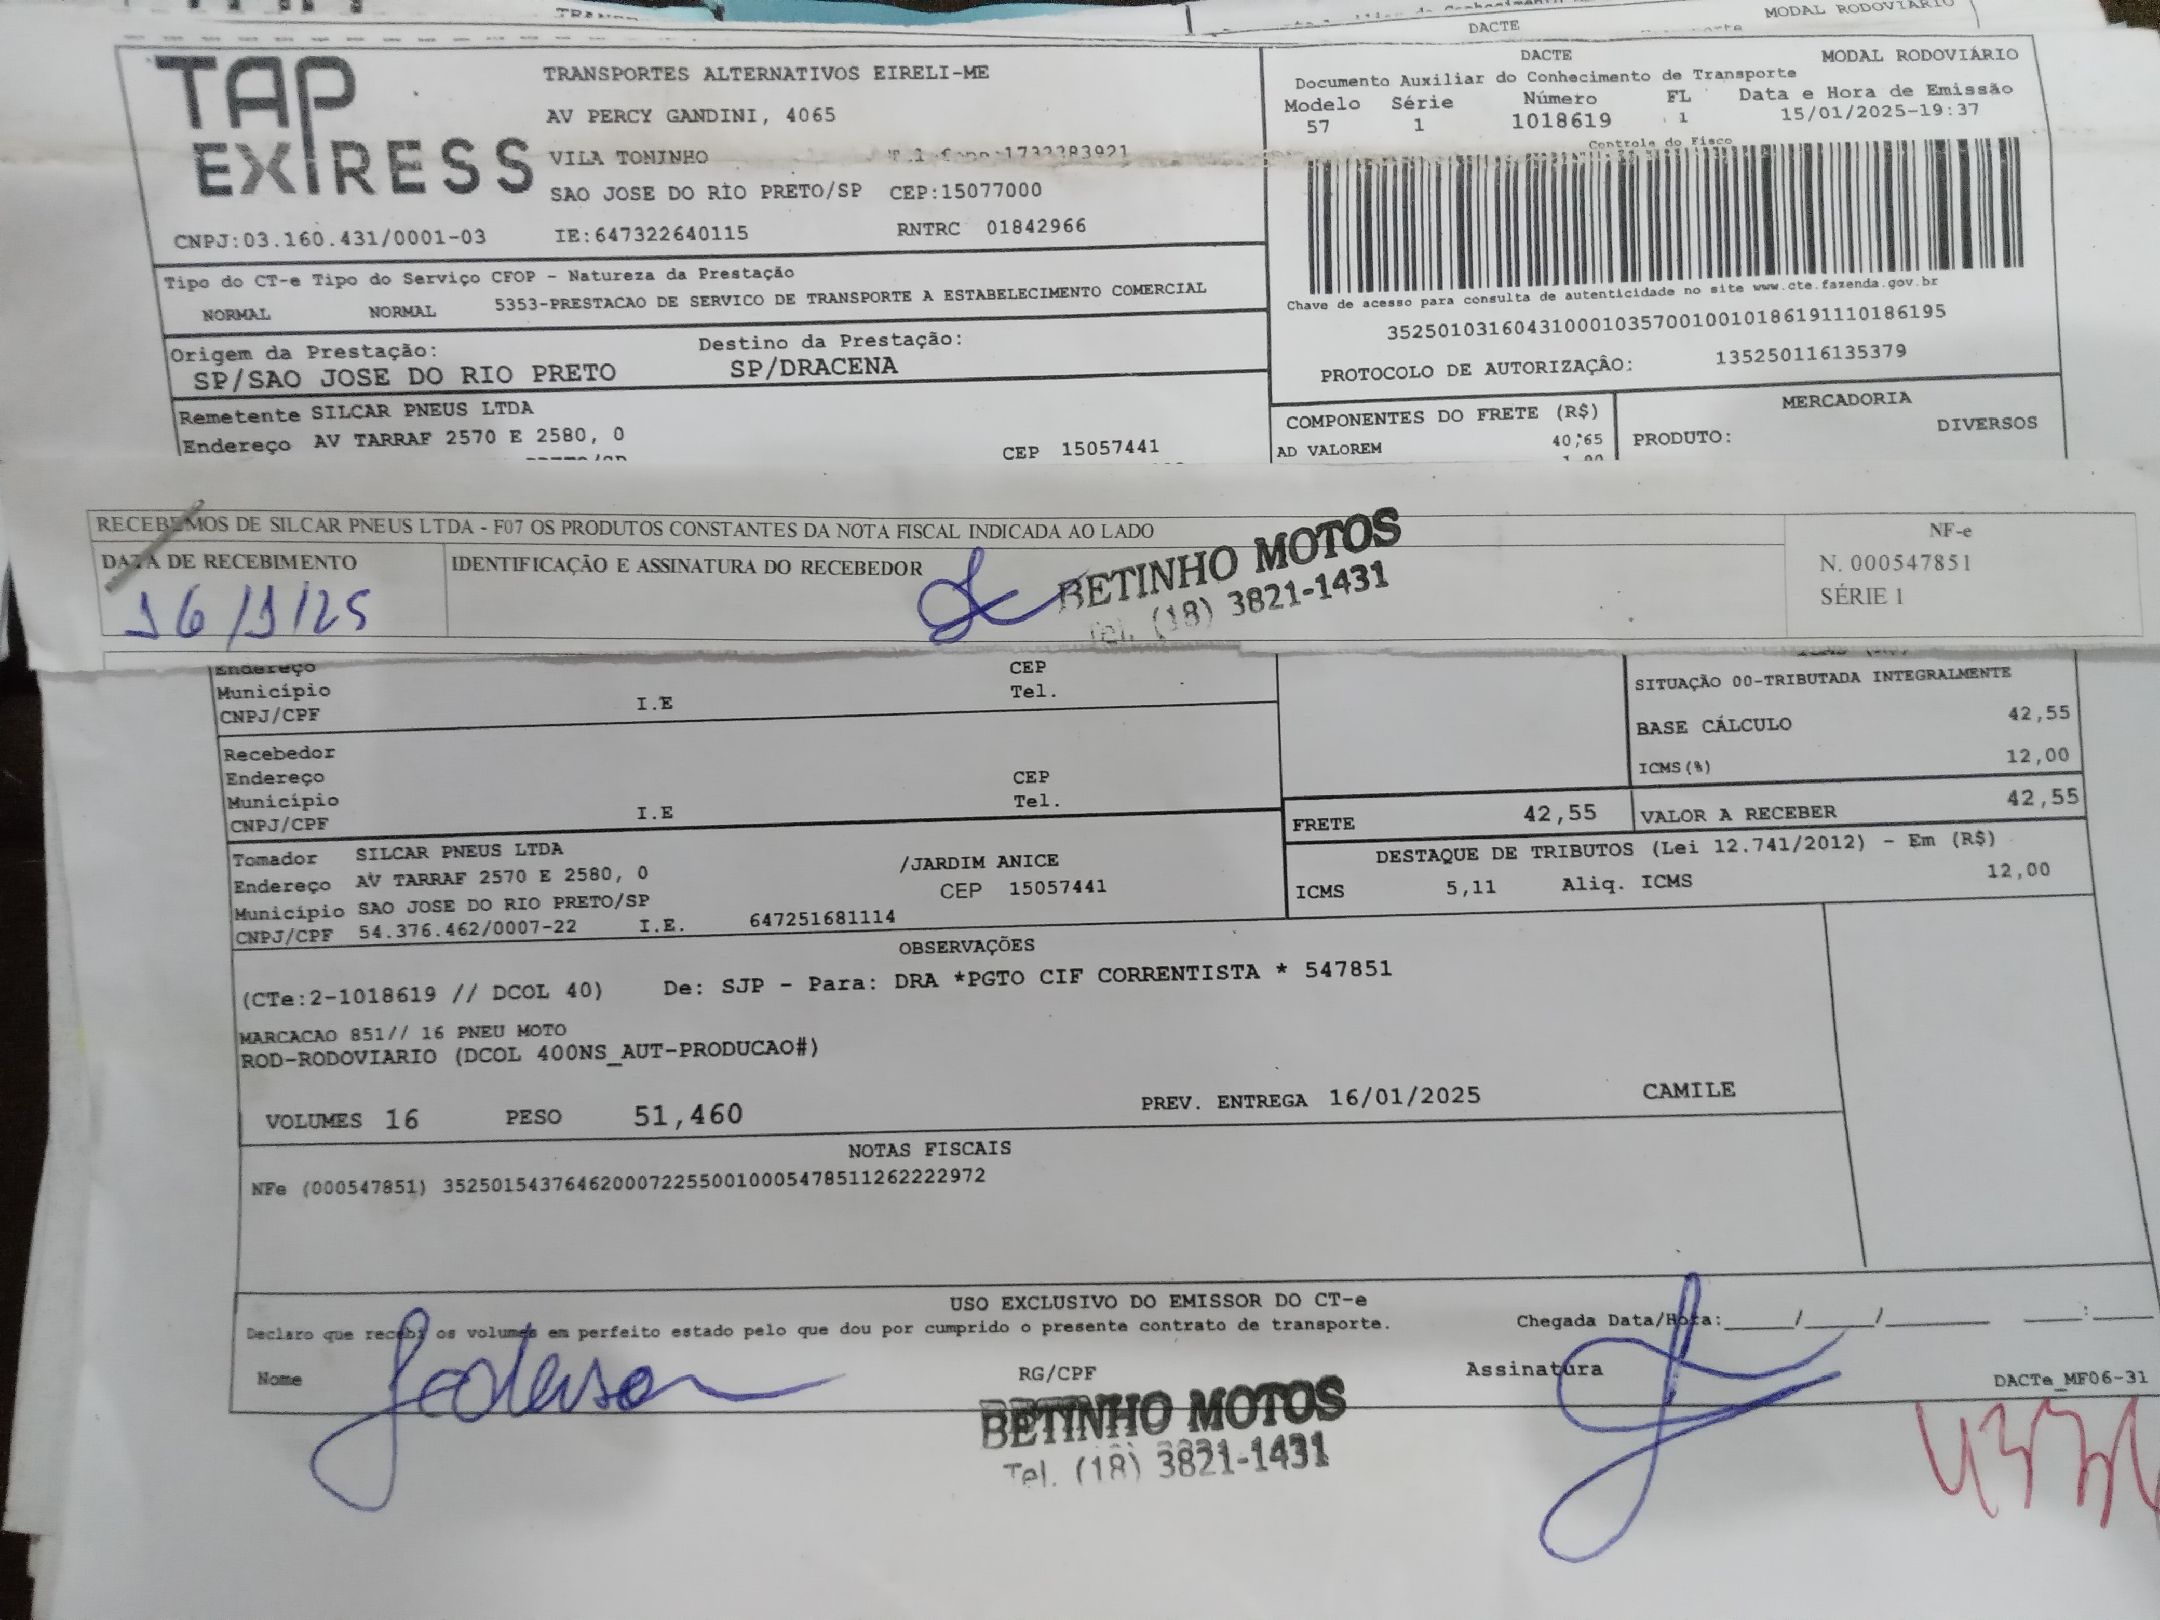 MODAL RODOVIÁRIO
DACTE
TAP EXPRESS
TRANSPORTES ALTERNATIVOS EIRELI-ME
AV PERCY GANDINI, 4065
VILA TONINHO
SAO JOSE DO RIO PRETO/SP CEP:15077000
CNPJ:03.160.431/0001-03 IE:647322640115 RNTRC 01842966
DACTE MODAL RODOVIÁRIO
Documento Auxiliar do Conhecimento de Transporte
Modelo Série Número FL Data e Hora de Emissão
57 1 1018619 1 15/01/2025-19:37
Controle do Fisco
Chave de acesso para consulta de autenticidade no site www.cte.fazenda.gov.br
35250103160431000103570010010186191110186195
PROTOCOLO DE AUTORIZAÇÂO: 135250116135379
Tipo do CT-e Tipo do Serviço CFOP - Natureza da Prestação
NORMAL NORMAL 5353-PRESTACAO DE SERVICO DE TRANSPORTE A ESTABELECIMENTO COMERCIAL
Origem da Prestação: Destino da Prestação:
SP/SAO JOSE DO RIO PRETO SP/DRACENA
Remetente SILCAR PNEUS LTDA
Endereço AV TARRAF 2570 E 2580, 0
CEP 15057441
COMPONENTES DO FRETE (R$) MERCADORIA
AD VALOREM 40,65 PRODUTO: DIVERSOS
RECEBEMOS DE SILCAR PNEUS LTDA - F07 OS PRODUTOS CONSTANTES DA NOTA FISCAL INDICADA AO LADO
DATA DE RECEBIMENTO IDENTIFICAÇÃO E ASSINATURA DO RECEBEDOR
16/1/25
BETINHO MOTOS
Tel. (18) 3821-1431
NF-e
N. 000547851
SÉRIE 1
Endereço CEP
Município Tel.
CNPJ/CPF I.E
SITUAÇÃO 00-TRIBUTADA INTEGRALMENTE
BASE CÁLCULO 42,55
ICMS(%) 12,00
Recebedor
Endereço CEP
Município Tel.
CNPJ/CPF I.E
FRETE 42,55 VALOR A RECEBER 42,55
Tomador SILCAR PNEUS LTDA
Endereço AV TARRAF 2570 E 2580, 0 /JARDIM ANICE
Município SAO JOSE DO RIO PRETO/SP CEP 15057441
CNPJ/CPF 54.376.462/0007-22 I.E. 647251681114
DESTAQUE DE TRIBUTOS (Lei 12.741/2012) - Em (R$)
ICMS 5,11 Aliq. ICMS 12,00
OBSERVAÇÕES
(CTe:2-1018619 // DCOL 40) De: SJP - Para: DRA *PGTO CIF CORRENTISTA * 547851
MARCACAO 851// 16 PNEU MOTO
ROD-RODOVIARIO (DCOL 400NS_AUT-PRODUCAO#)
VOLUMES 16 PESO 51,460 PREV. ENTREGA 16/01/2025 CAMILE
NOTAS FISCAIS
NFe (000547851) 35250154376462000722550010005478511262222972
USO EXCLUSIVO DO EMISSOR DO CT-e
Declaro que recebi os volumes em perfeito estado pelo que dou por cumprido o presente contrato de transporte.
Chegada Data/Hora:_____/_____/________ ___:___
Nome RG/CPF Assinatura
DACTe_MF06-31
BETINHO MOTOS
Tel. (18) 3821-1431